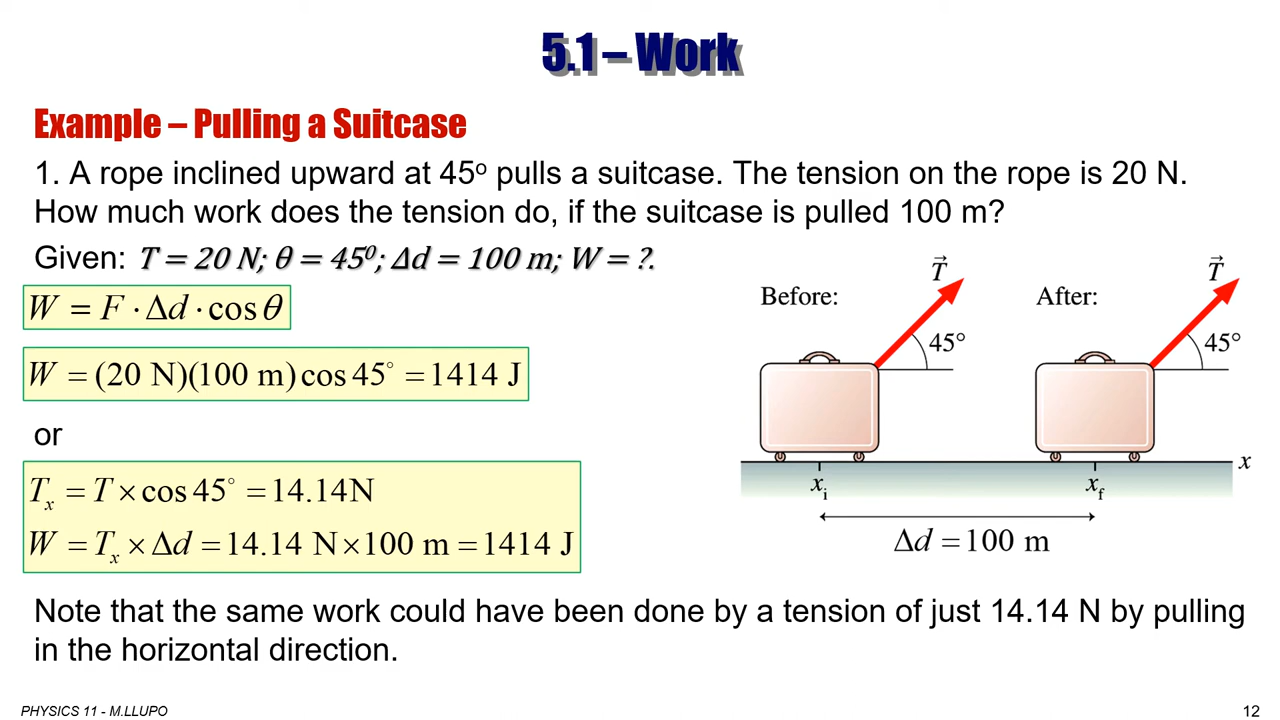 5.1 – Work
Example – Pulling a Suitcase
1. A rope inclined upward at 45º pulls a suitcase. The tension on the rope is 20 N.
How much work does the tension do, if the suitcase is pulled 100 m?
Given: T = 20 N; θ = 45⁰; Δd = 100 m; W = ?.
W = F · Δd · cos θ
W = (20 N)(100 m) cos 45° = 1414 J
or
Tₓ = T × cos 45° = 14.14 N
W = Tₓ × Δd = 14.14 N × 100 m = 1414 J
Before:
T⃗
45°
After:
T⃗
45°
x
xᵢ
x_f
Δd = 100 m
Note that the same work could have been done by a tension of just 14.14 N by pulling
in the horizontal direction.
PHYSICS 11 - M.LLUPO
12